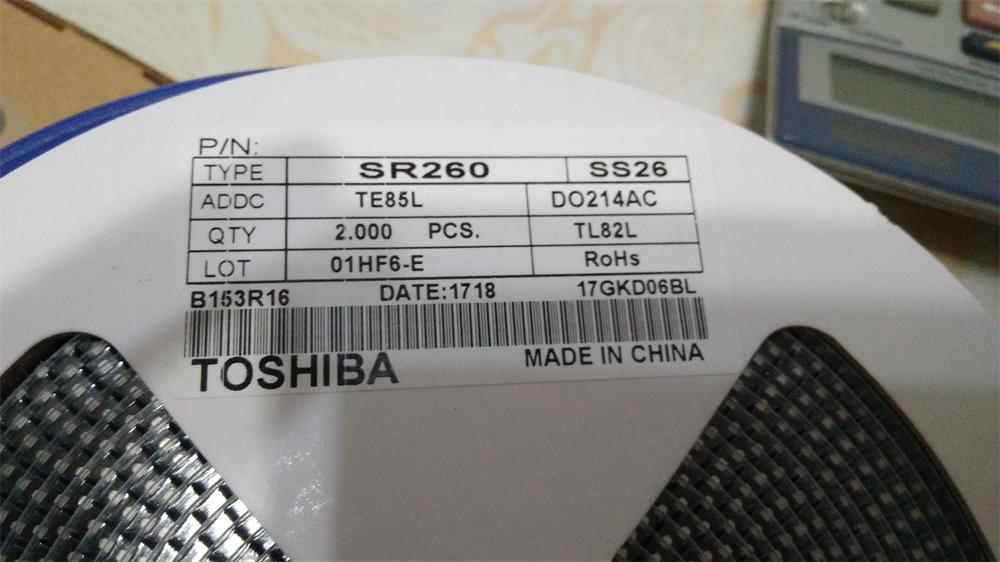 P/N:
TYPE SR260 SS26
ADDC TE85L DO214AC
QTY 2.000 PCS. TL82L
LOT 01HF6-E RoHs
B153R16 DATE:1718 17GKD06BL
TOSHIBA MADE IN CHINA